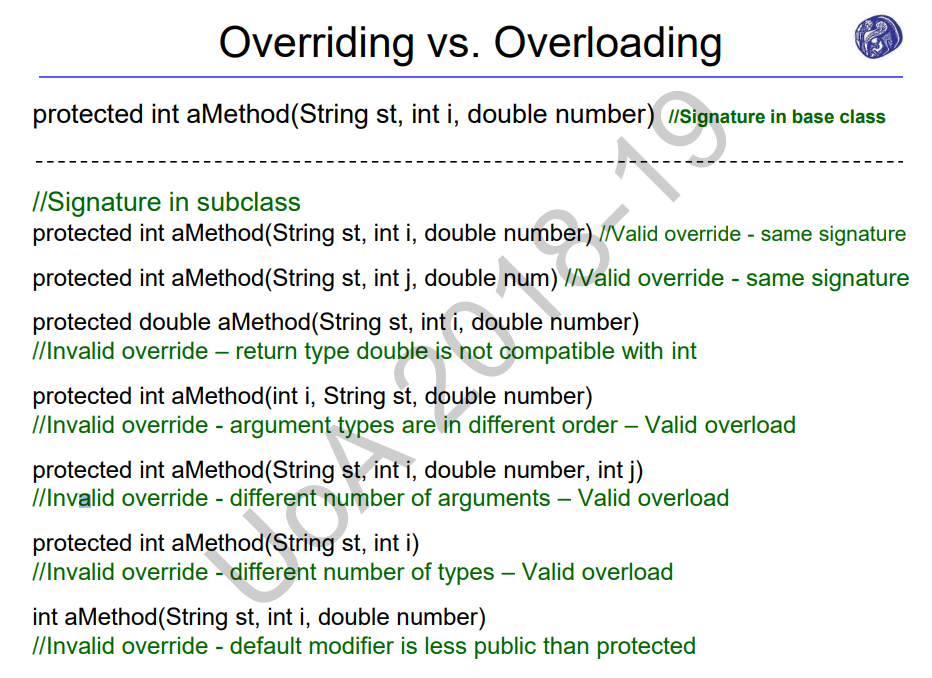 Overriding vs. Overloading
protected int aMethod(String st, int i, double number) //Signature in base class
--------------------------------------------------------------------------------
//Signature in subclass
protected int aMethod(String st, int i, double number) //Valid override - same signature
protected int aMethod(String st, int j, double num) //Valid override - same signature
protected double aMethod(String st, int i, double number)
//Invalid override – return type double is not compatible with int
protected int aMethod(int i, String st, double number)
//Invalid override - argument types are in different order – Valid overload
protected int aMethod(String st, int i, double number, int j)
//Invalid override - different number of arguments – Valid overload
protected int aMethod(String st, int i)
//Invalid override - different number of types – Valid overload
int aMethod(String st, int i, double number)
//Invalid override - default modifier is less public than protected
UoA 2018-19